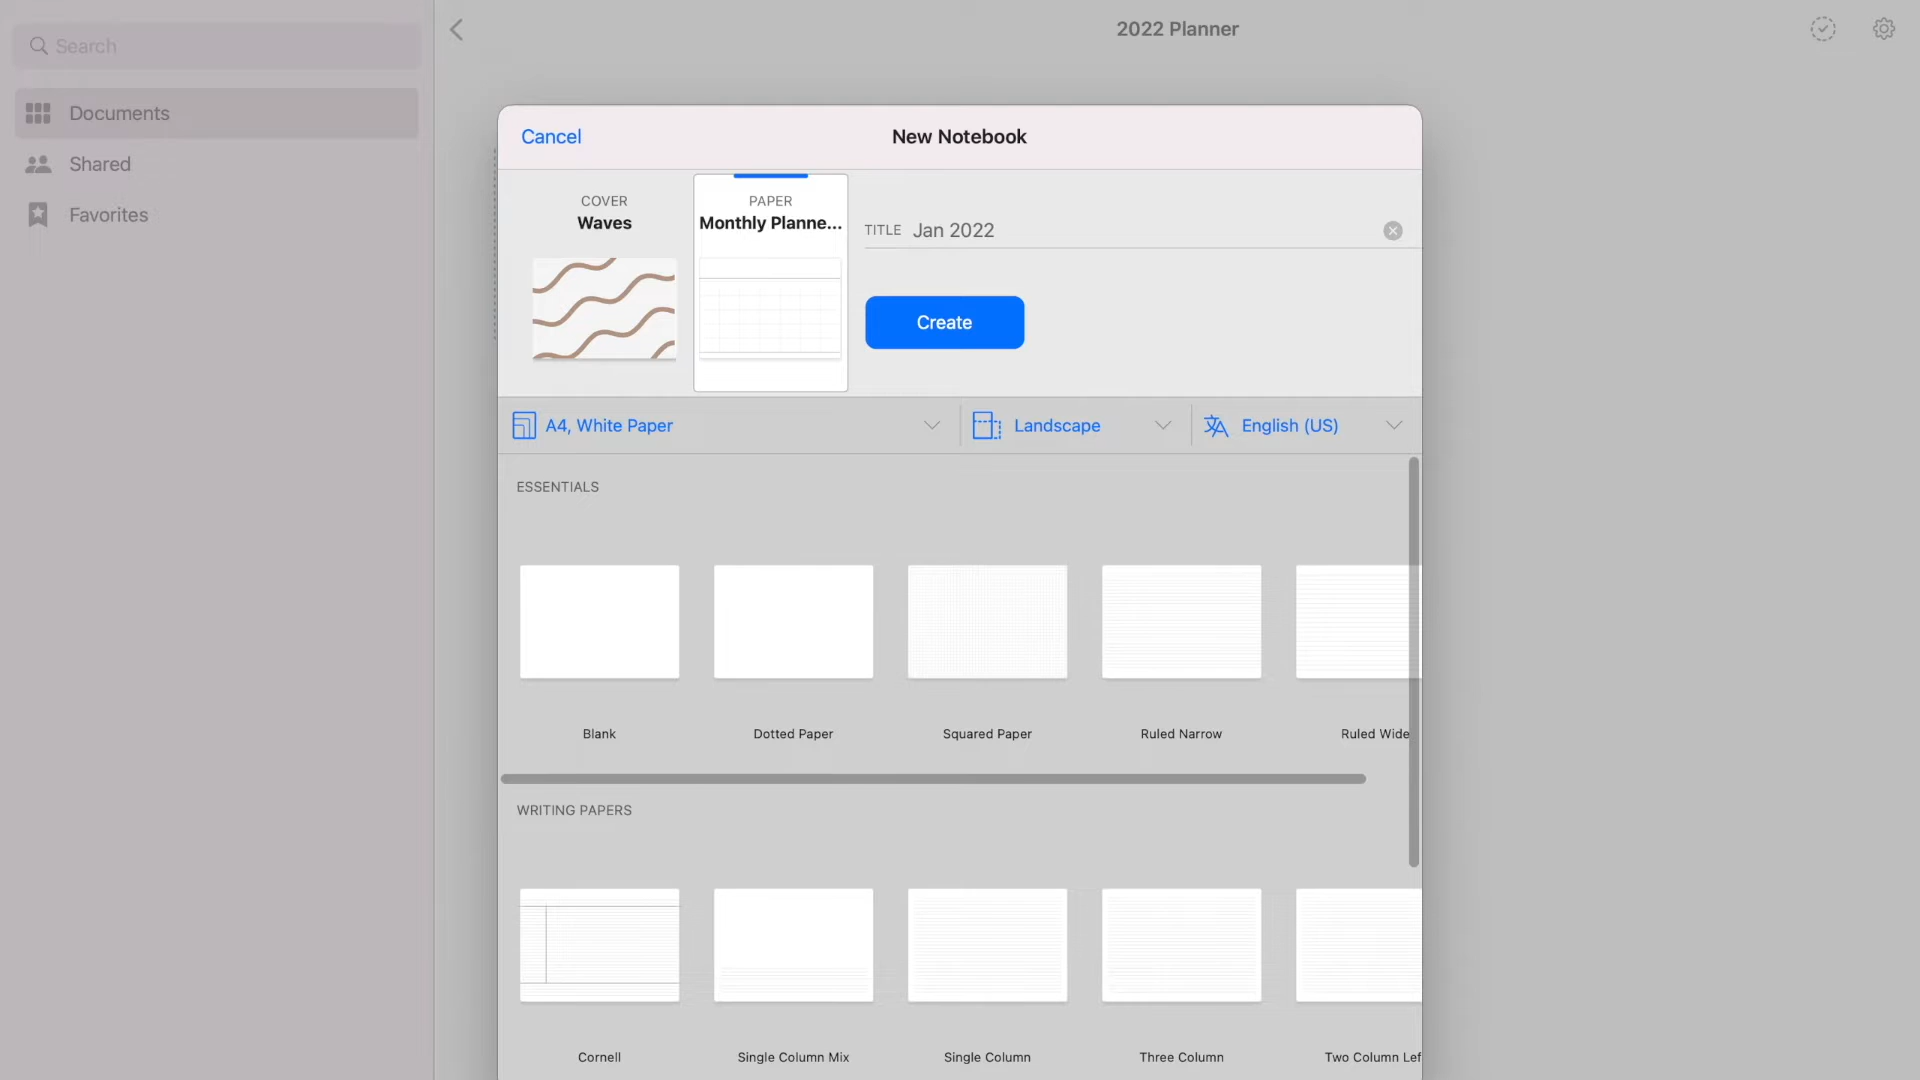 Search
Documents
Shared
Favorites
2022 Planner
Cancel
New Notebook
COVER
Waves
PAPER
Monthly Planne...
TITLE Jan 2022
Create
A4, White Paper
Landscape
English (US)
ESSENTIALS
Blank
Dotted Paper
Squared Paper
Ruled Narrow
Ruled Wide
WRITING PAPERS
Cornell
Single Column Mix
Single Column
Three Column
Two Column Lef